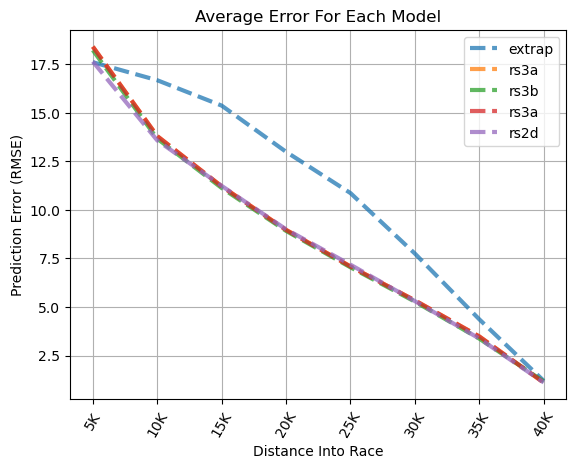 Average Error For Each Model
extrap
rs3a
rs3b
rs3a
rs2d
Prediction Error (RMSE)
17.5
15.0
12.5
10.0
7.5
5.0
2.5
5K
10K
15K
20K
25K
30K
35K
40K
Distance Into Race